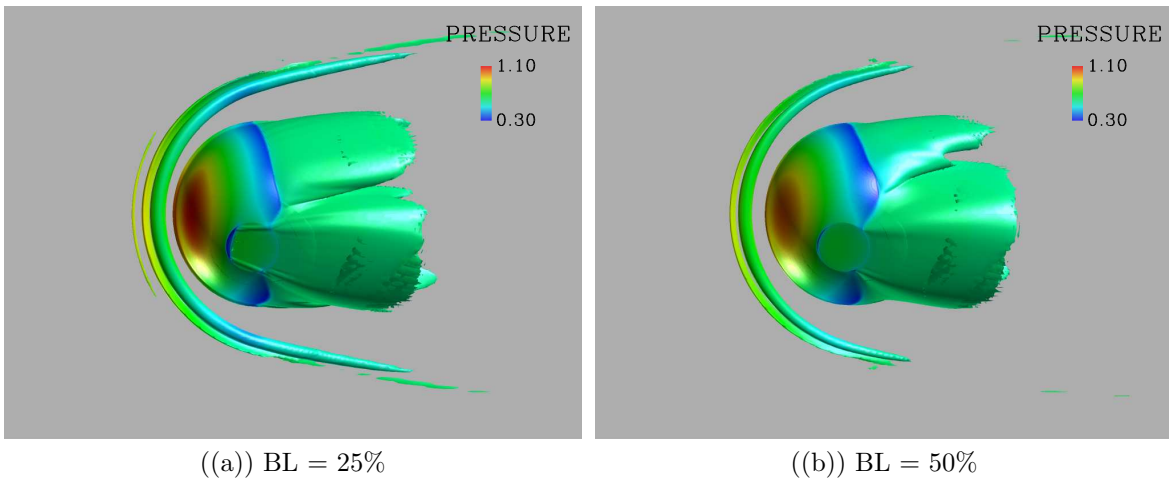 PRESSURE
1.10
0.30
PRESSURE
1.10
0.30
((a)) BL = 25%
((b)) BL = 50%